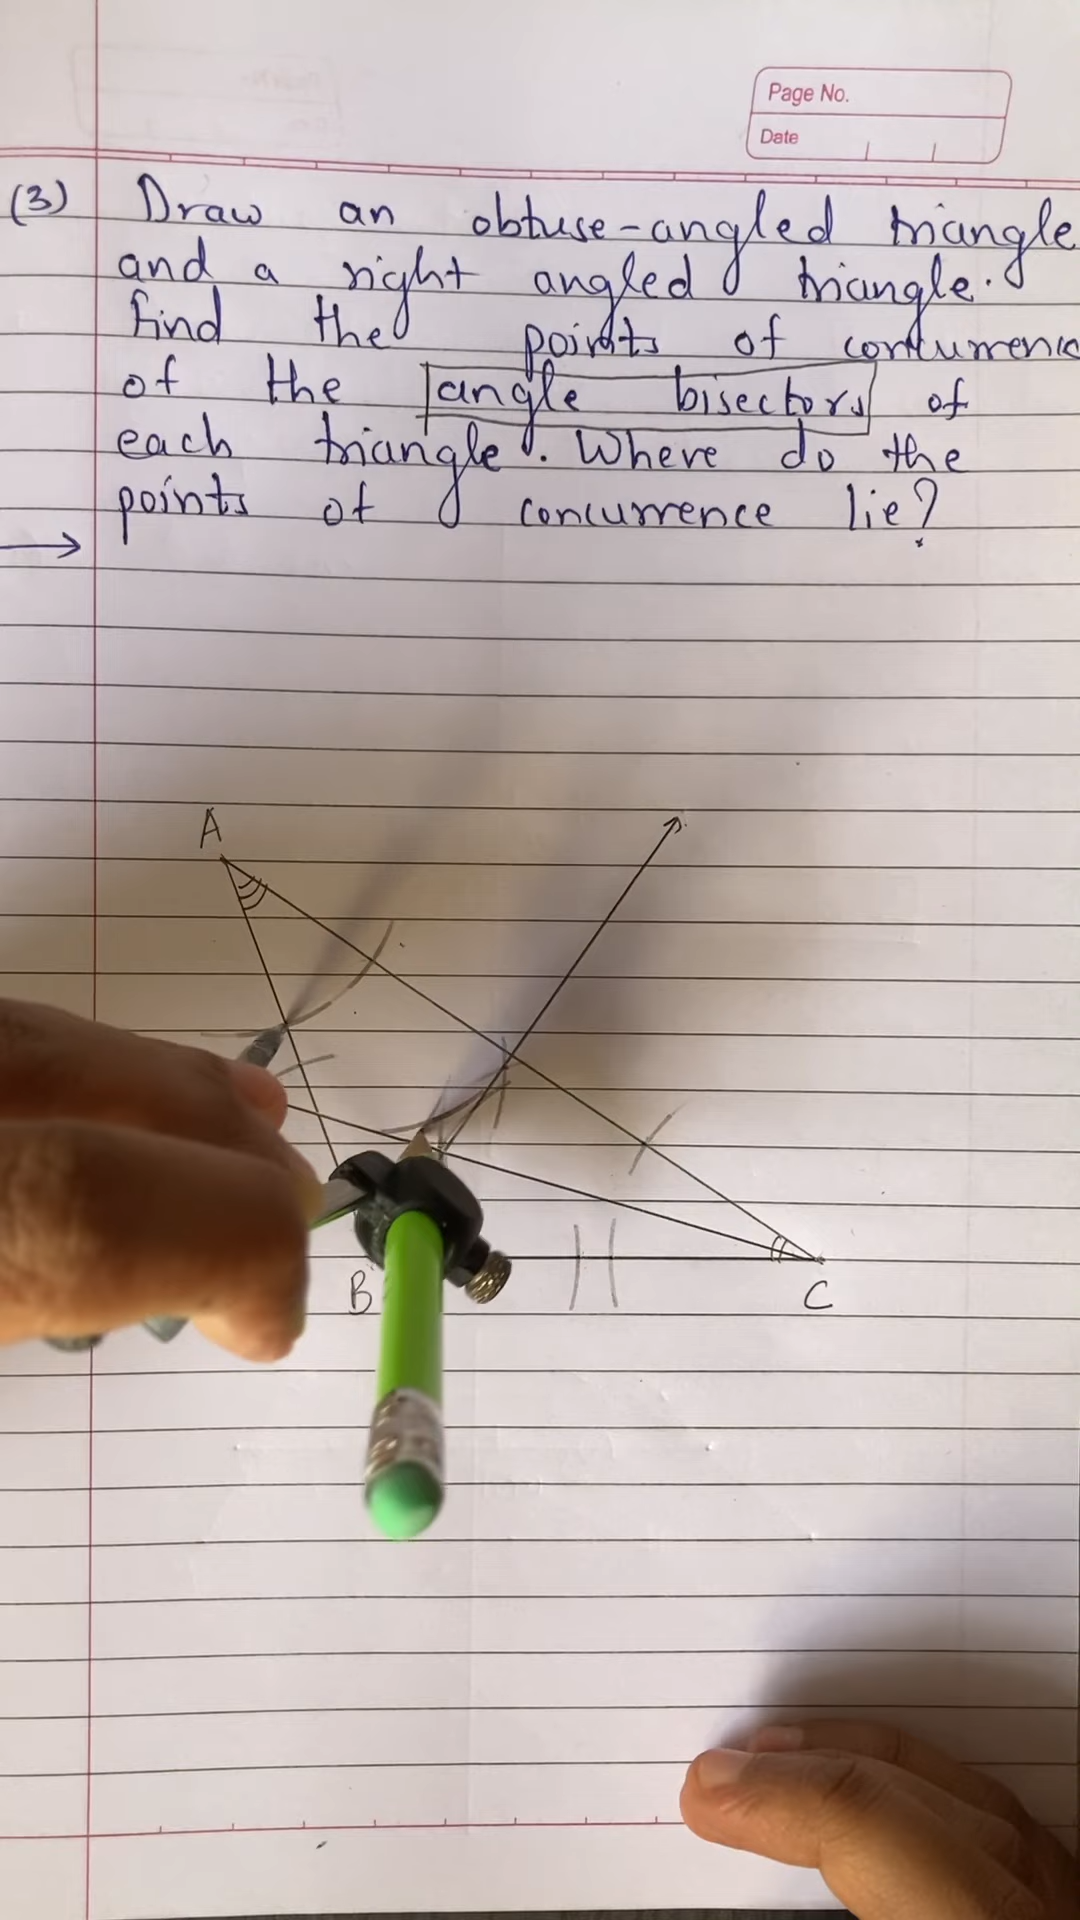 Page No.
Date
(3) Draw an obtuse-angled triangle
and a right angled triangle.
Find the points of concurrenc
of the angle bisectors of
each triangle. Where do the
points of concurrence lie?
A
B
C